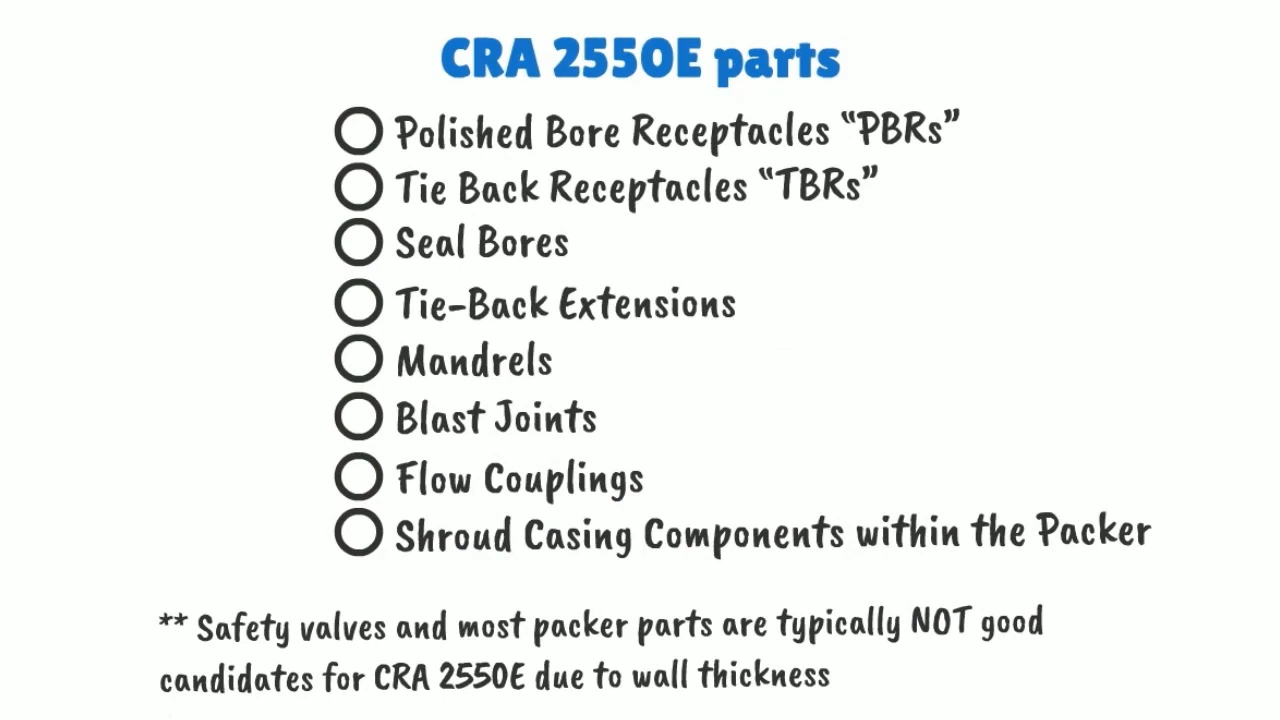 CRA 2550E parts
Polished Bore Receptacles “PBRs”
Tie Back Receptacles “TBRs”
Seal Bores
Tie-Back Extensions
Mandrels
Blast Joints
Flow Couplings
Shroud Casing Components within the Packer
** Safety valves and most packer parts are typically NOT good
candidates for CRA 2550E due to wall thickness